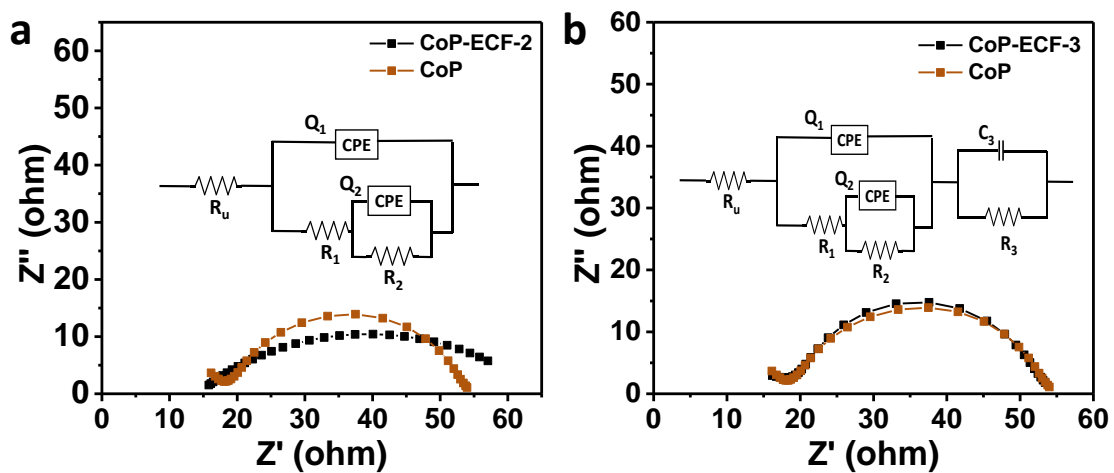 a
60
50
40
30
20
10
0
Z'' (ohm)
CoP-ECF-2
CoP
Q1
CPE
Q2
CPE
Ru
R1
R2
0 10 20 30 40 50 60
Z' (ohm)
b
60
50
40
30
20
10
0
Z'' (ohm)
CoP-ECF-3
CoP
Q1
CPE
C3
Q2
CPE
Ru
R1
R2
R3
0 10 20 30 40 50 60
Z' (ohm)